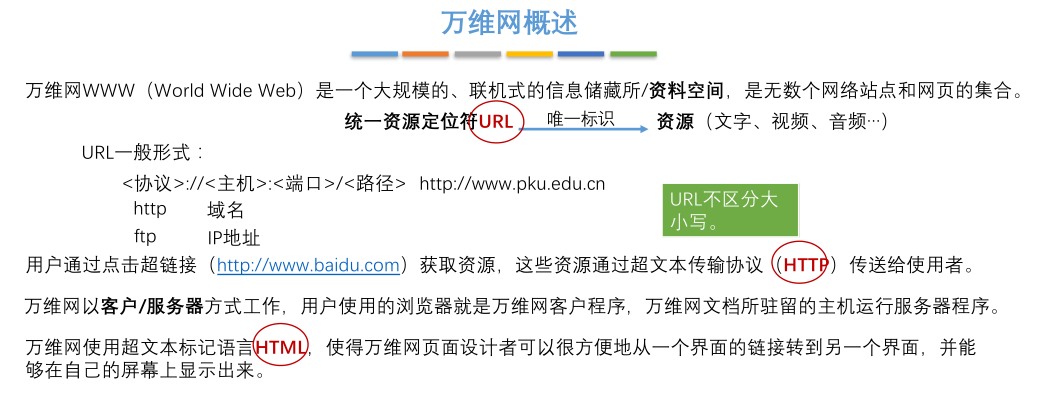 万维网概述
万维网WWW（World Wide Web）是一个大规模的、联机式的信息储藏所/资料空间，是无数个网络站点和网页的集合。
统一资源定位符URL 唯一标识 资源（文字、视频、音频…）
URL一般形式：
<协议>://<主机>:<端口>/<路径> http://www.pku.edu.cn
http 域名
ftp IP地址
URL不区分大
小写。
用户通过点击超链接（http://www.baidu.com）获取资源，这些资源通过超文本传输协议（HTTP）传送给使用者。
万维网以客户/服务器方式工作，用户使用的浏览器就是万维网客户程序，万维网文档所驻留的主机运行服务器程序。
万维网使用超文本标记语言HTML，使得万维网页面设计者可以很方便地从一个界面的链接转到另一个界面，并能
够在自己的屏幕上显示出来。